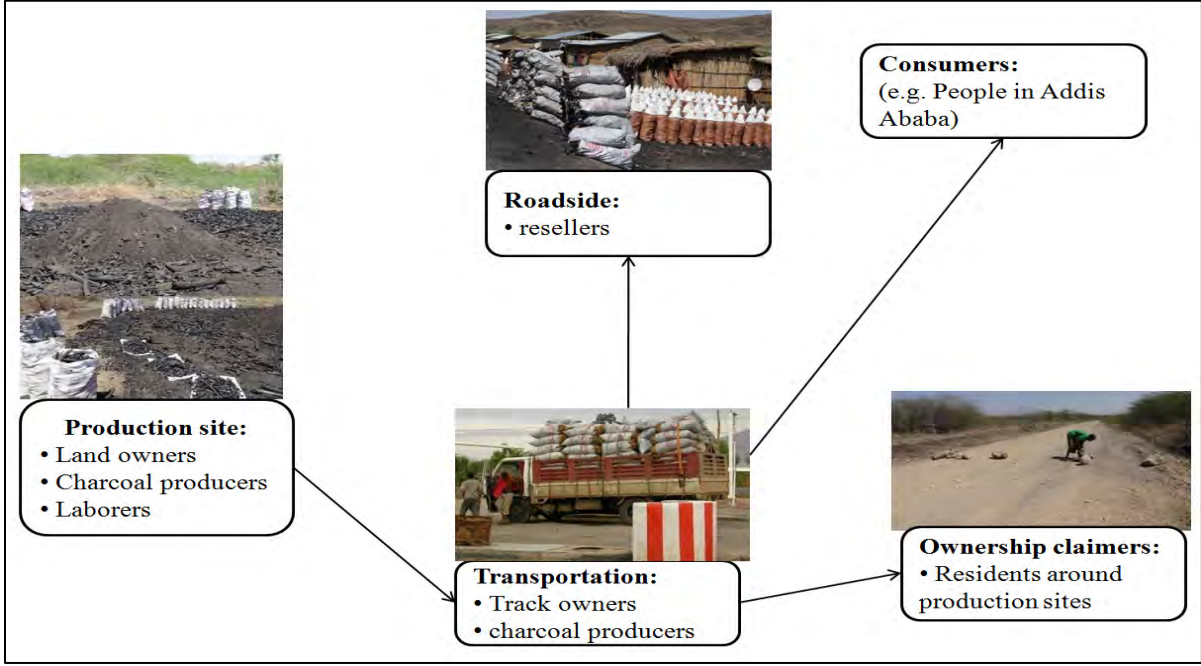 Production site:
• Land owners
• Charcoal producers
• Laborers
Roadside:
• resellers
Consumers:
(e.g. People in Addis
Ababa)
Transportation:
• Track owners
• charcoal producers
Ownership claimers:
• Residents around
production sites